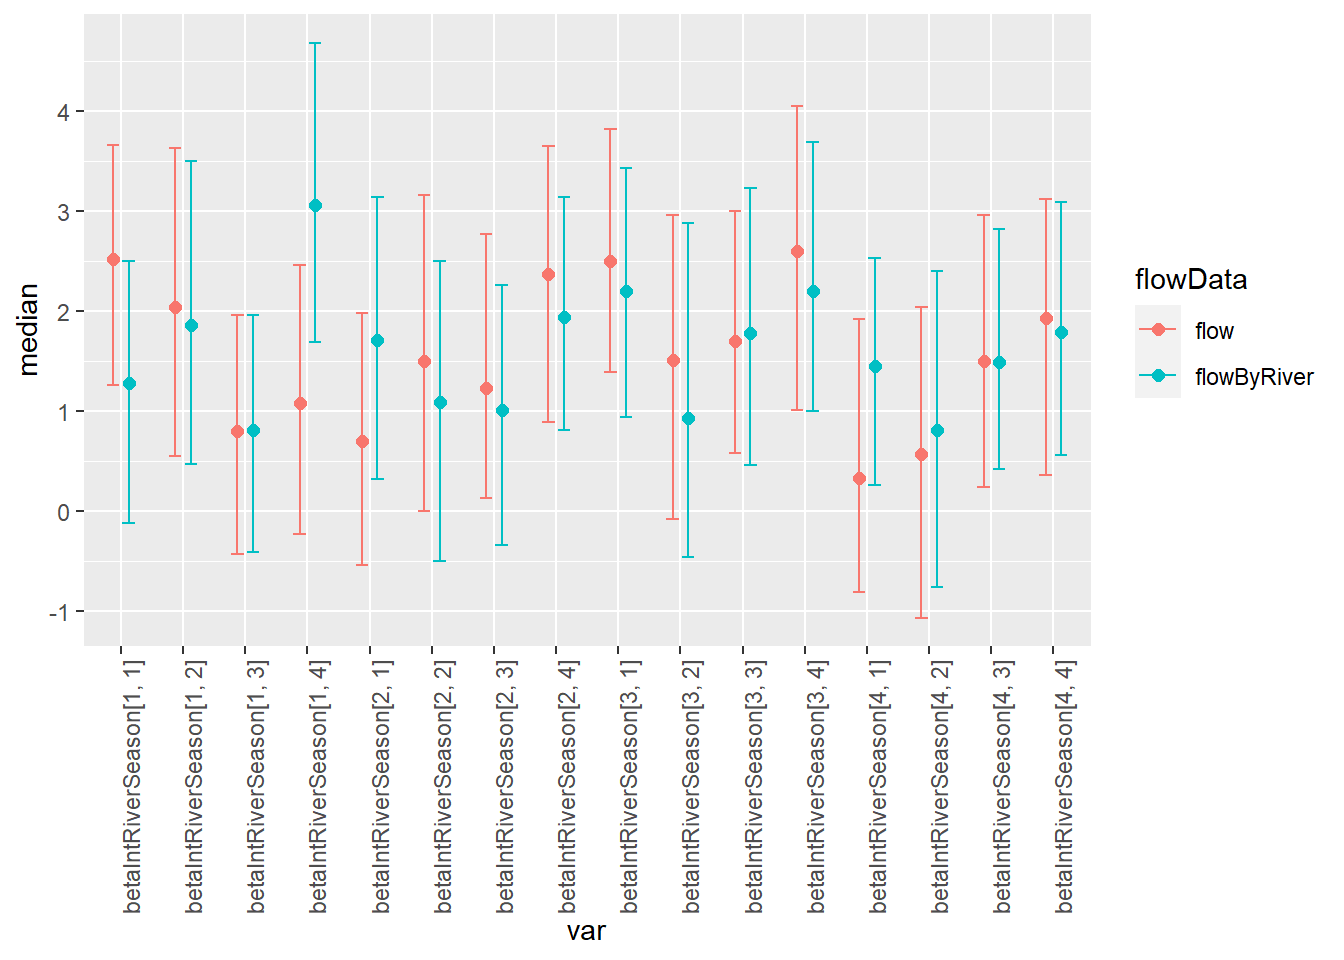 4
3
2
1
0
-1
median
betaIntRiverSeason[1, 1]
betaIntRiverSeason[1, 2]
betaIntRiverSeason[1, 3]
betaIntRiverSeason[1, 4]
betaIntRiverSeason[2, 1]
betaIntRiverSeason[2, 2]
betaIntRiverSeason[2, 3]
betaIntRiverSeason[2, 4]
betaIntRiverSeason[3, 1]
betaIntRiverSeason[3, 2]
betaIntRiverSeason[3, 3]
betaIntRiverSeason[3, 4]
betaIntRiverSeason[4, 1]
betaIntRiverSeason[4, 2]
betaIntRiverSeason[4, 3]
betaIntRiverSeason[4, 4]
var
flowData
flow
flowByRiver